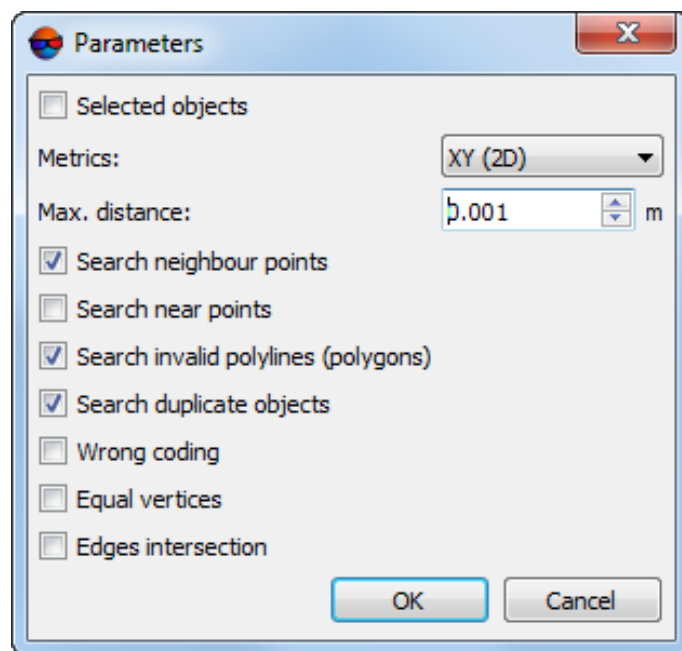 Parameters
Selected objects
Metrics: XY (2D)
Max. distance: 0.001 m
Search neighbour points
Search near points
Search invalid polylines (polygons)
Search duplicate objects
Wrong coding
Equal vertices
Edges intersection
OK Cancel